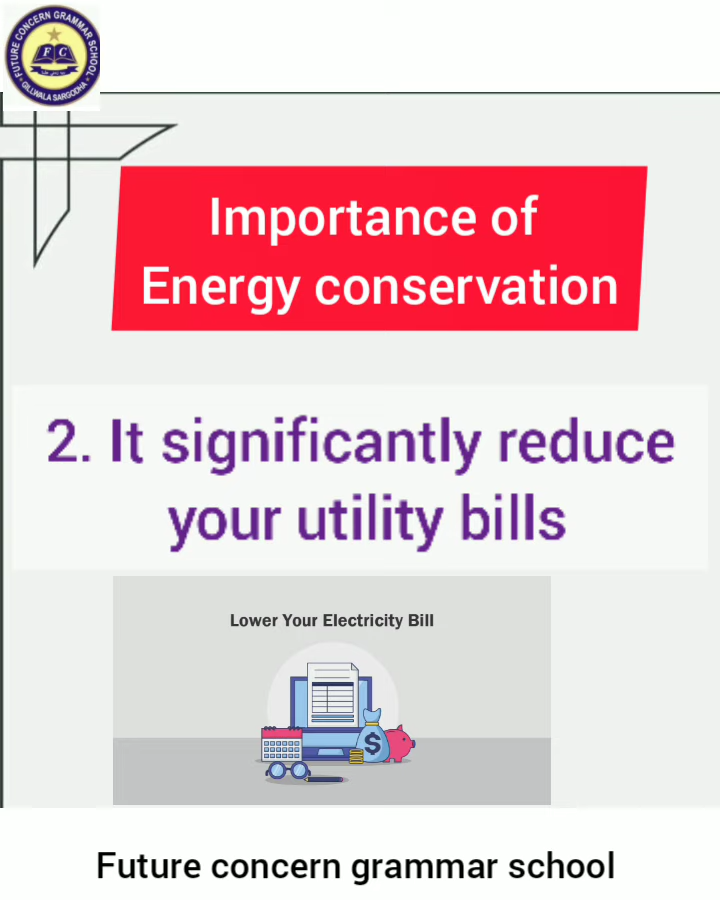 FUTURE CONCERN GRAMMAR SCHOOL
F C
GILLWALA SARGODHA
Importance of
Energy conservation
2. It significantly reduce
your utility bills
Lower Your Electricity Bill
$
Future concern grammar school